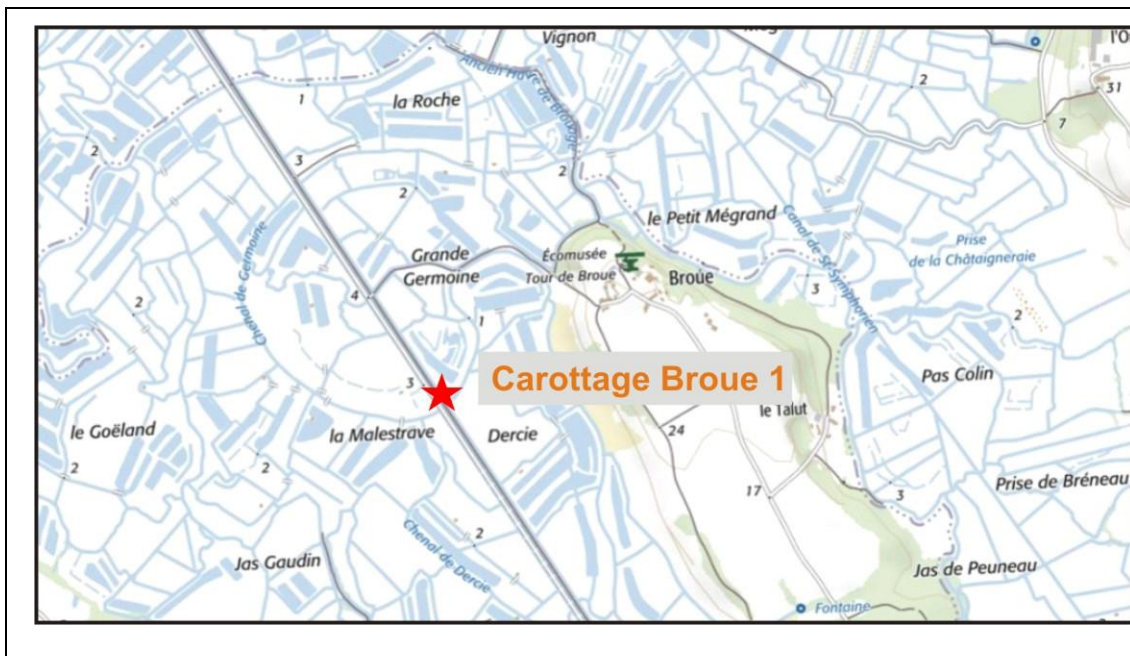 Vignon
l'O
31
Ancien Havre de Brouage
2
1
la Roche
7
2
3
2
2
le Petit Mégrand
Canal de St Symphorien
Prise
de la Châtaigneraie
Chenal de Germoine
Grande
Germoine
Écomusée
Tour de Broue
Broue
3
4
2
1
2
3
Carottage Broue 1
Pas Colin
le Talut
le Goëland
la Malestrave
Dercie
24
2
2
17
3
Prise de Bréneau
Chenal de Dercie
2
Jas Gaudin
Jas de Peuneau
Fontaine